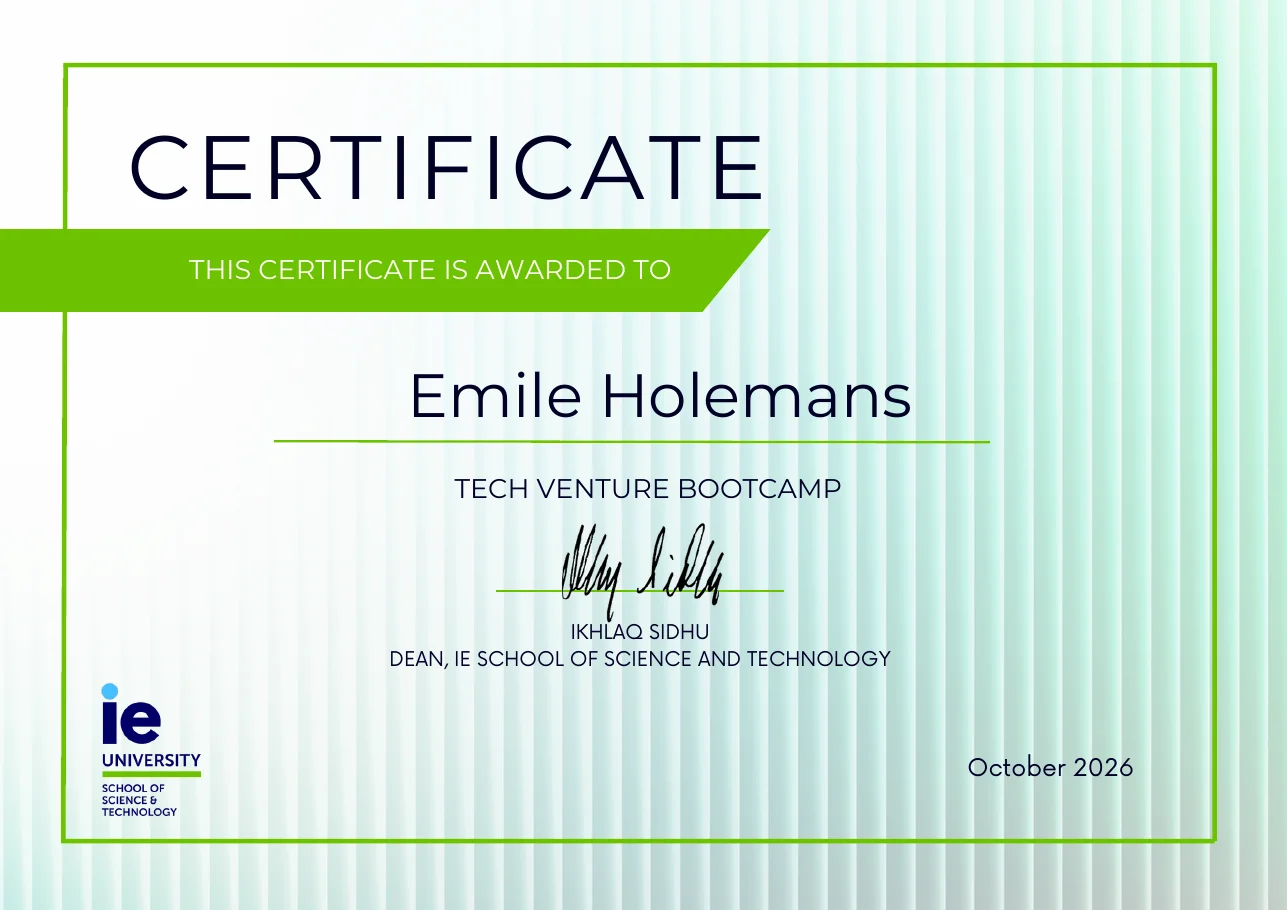 CERTIFICATE
THIS CERTIFICATE IS AWARDED TO
Emile Holemans
TECH VENTURE BOOTCAMP
IKHLAQ SIDHU
DEAN, IE SCHOOL OF SCIENCE AND TECHNOLOGY
ie
UNIVERSITY
SCHOOL OF
SCIENCE &
TECHNOLOGY
October 2026